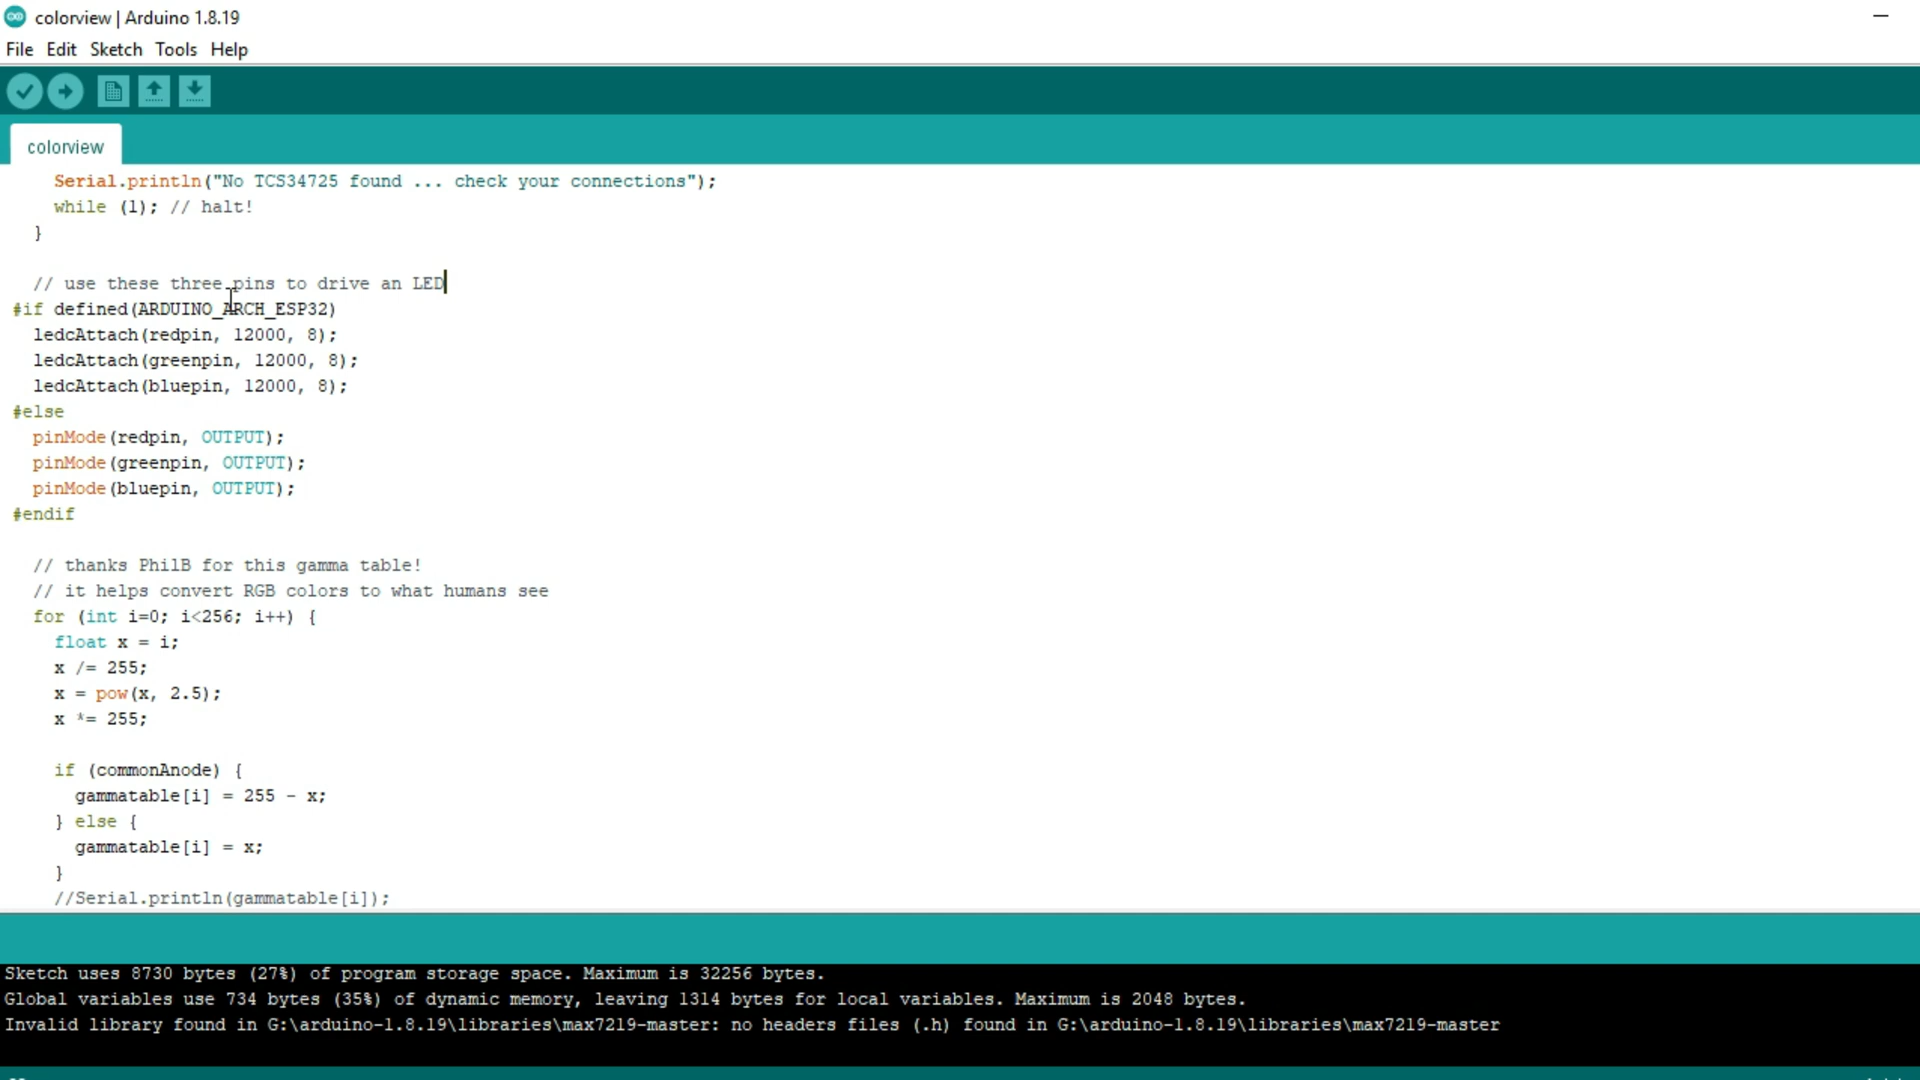 colorview | Arduino 1.8.19
File Edit Sketch Tools Help
colorview
Serial.println("No TCS34725 found ... check your connections");
while (1); // halt!
}
// use these three pins to drive an LED
#if defined(ARDUINO_ARCH_ESP32)
ledcAttach(redpin, 12000, 8);
ledcAttach(greenpin, 12000, 8);
ledcAttach(bluepin, 12000, 8);
#else
pinMode(redpin, OUTPUT);
pinMode(greenpin, OUTPUT);
pinMode(bluepin, OUTPUT);
#endif
// thanks PhilB for this gamma table!
// it helps convert RGB colors to what humans see
for (int i=0; i<256; i++) {
float x = i;
x /= 255;
x = pow(x, 2.5);
x *= 255;
if (commonAnode) {
gammatable[i] = 255 - x;
} else {
gammatable[i] = x;
}
//Serial.println(gammatable[i]);
Sketch uses 8730 bytes (27%) of program storage space. Maximum is 32256 bytes.
Global variables use 734 bytes (35%) of dynamic memory, leaving 1314 bytes for local variables. Maximum is 2048 bytes.
Invalid library found in G:\arduino-1.8.19\libraries\max7219-master: no headers files (.h) found in G:\arduino-1.8.19\libraries\max7219-master